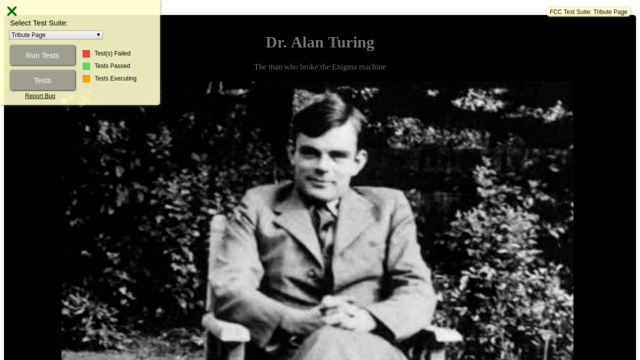 FCC Test Suite: Tribute Page
Select Test Suite:
Tribute Page
Run Tests
Test(s) Failed
Tests Passed
Tests
Tests Executing
Report Bug
Dr. Alan Turing
The man who broke the Enigma machine